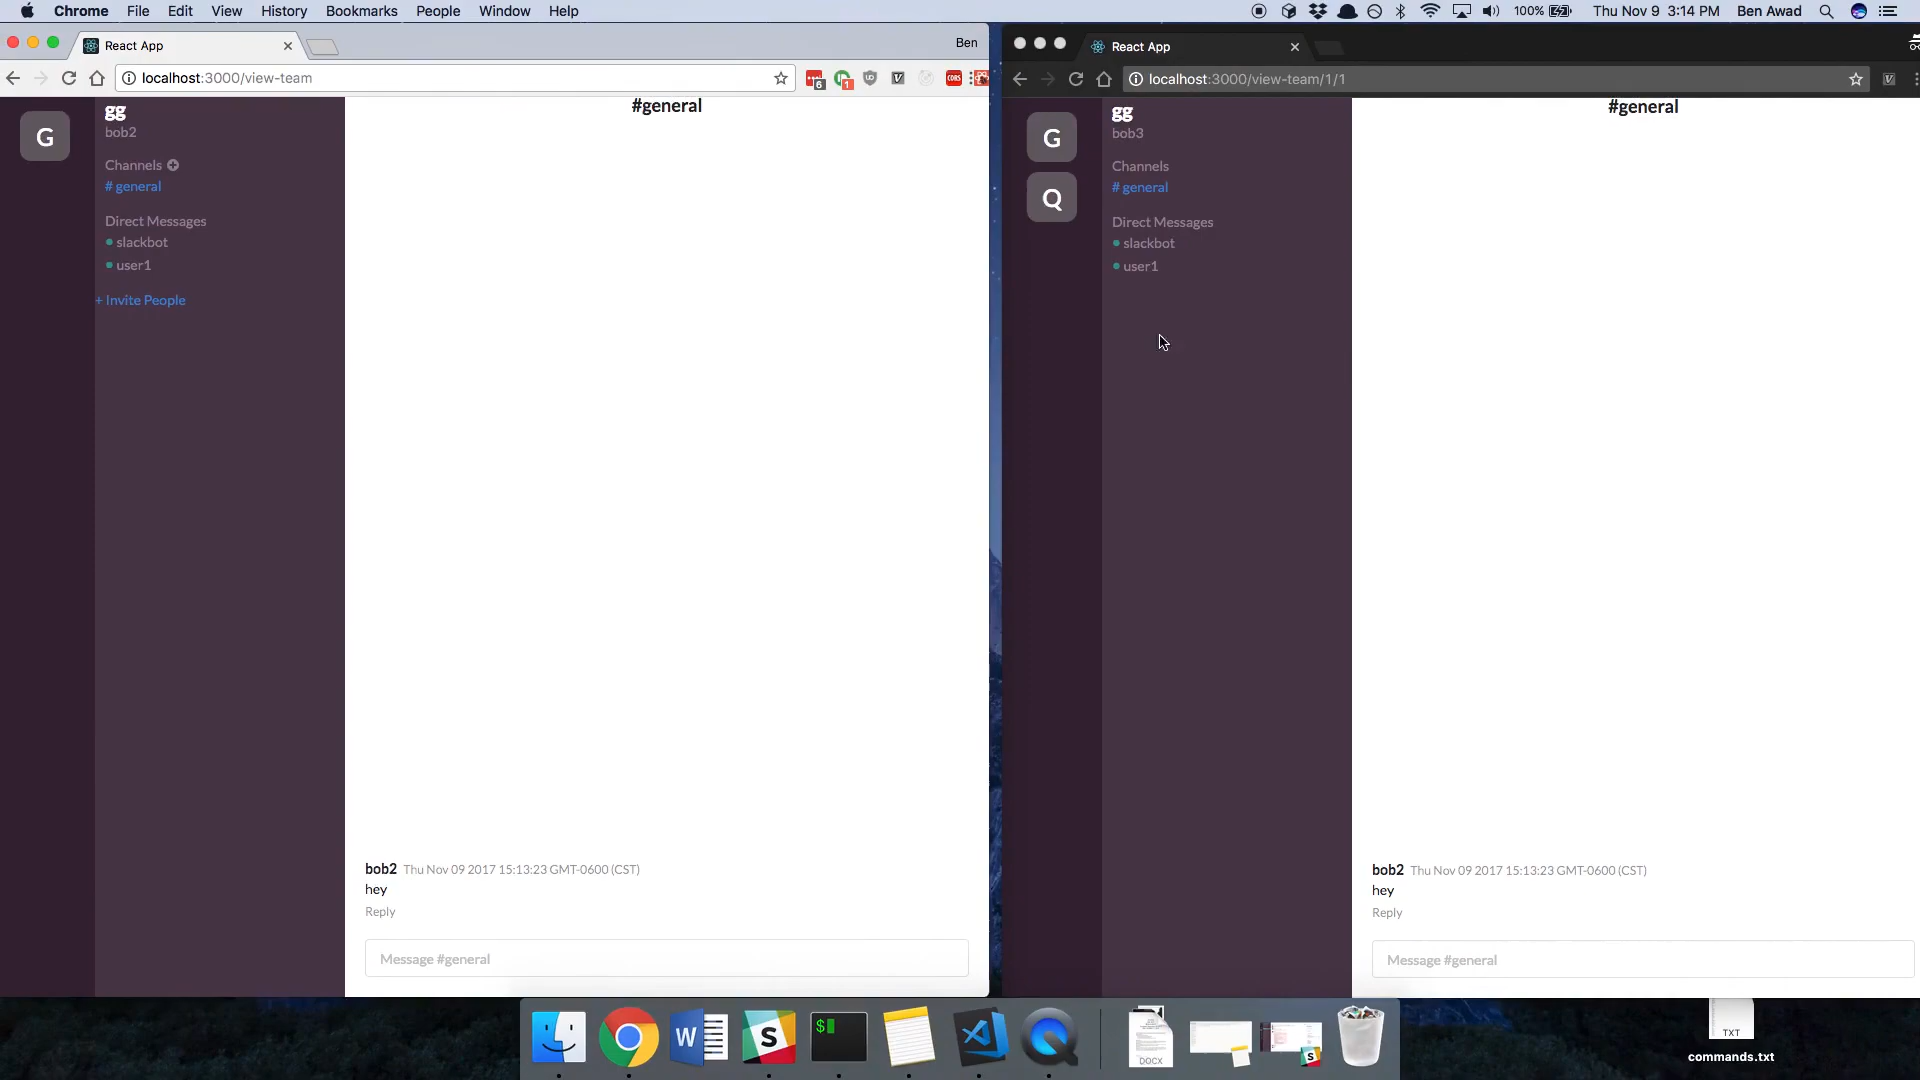 Chrome File Edit View History Bookmarks People Window Help 100% Thu Nov 9 3:14 PM Ben Awad
React App
Ben
localhost:3000/view-team
6
1
CORS
G
gg
bob2
Channels
# general
Direct Messages
slackbot
user1
+ Invite People
#general
bob2 Thu Nov 09 2017 15:13:23 GMT-0600 (CST)
hey
Reply
Message #general
React App
localhost:3000/view-team/1/1
G
Q
gg
bob3
Channels
# general
Direct Messages
slackbot
user1
#general
bob2 Thu Nov 09 2017 15:13:23 GMT-0600 (CST)
hey
Reply
Message #general
W
S
$
DOCX
TXT
commands.txt